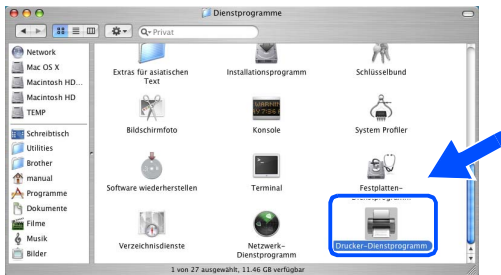 Dienstprogramme
Privat
Network
Mac OS X
Macintosh HD...
Macintosh HD
TEMP
Schreibtisch
Utilities
Brother
manual
Programme
Dokumente
Filme
Musik
Bilder
Extras für asiatischen
Text
Installationsprogramm
Schlüsselbund
Bildschirmfoto
Konsole
System Profiler
Software wiederherstellen
Terminal
Festplatten-
Verzeichnisdienste
Netzwerk-
Dienstprogramm
Drucker-Dienstprogramm
1 von 27 ausgewählt, 11.46 GB verfügbar